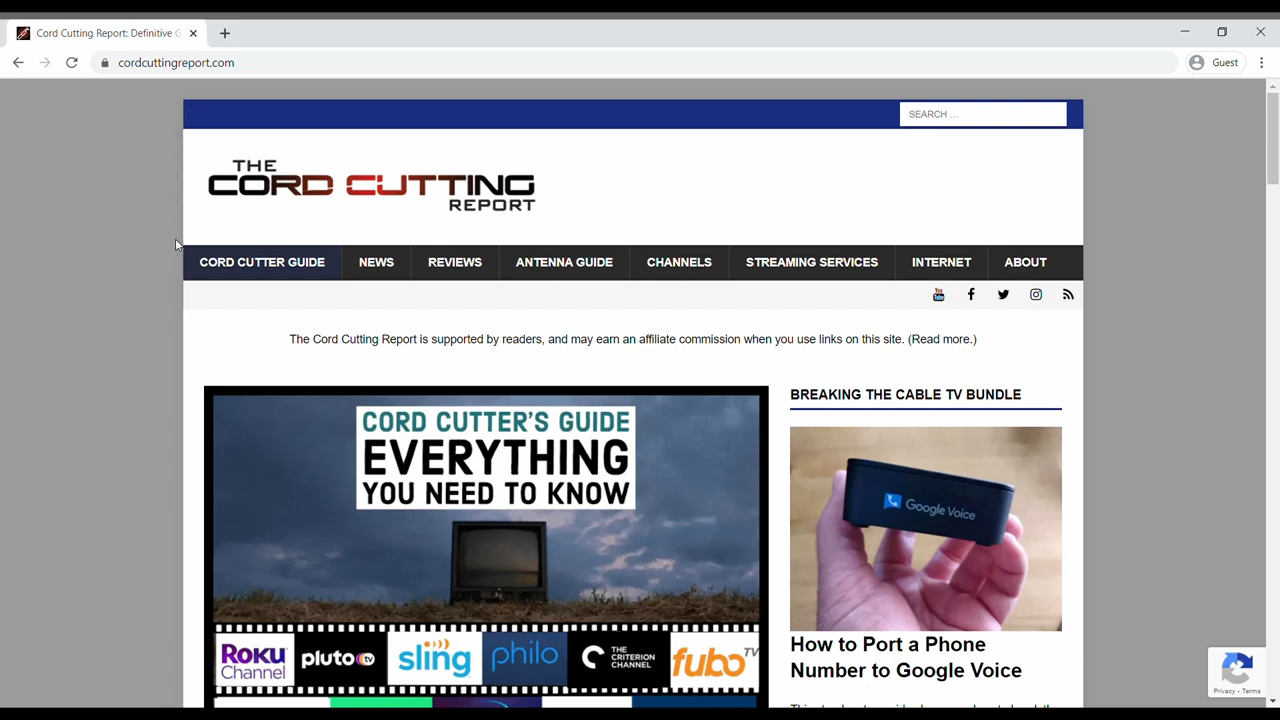 Cord Cutting Report: Definitive G
cordcuttingreport.com
Guest
SEARCH …
THE
CORD CUTTING
REPORT
CORD CUTTER GUIDE
NEWS
REVIEWS
ANTENNA GUIDE
CHANNELS
STREAMING SERVICES
INTERNET
ABOUT
You
Tube
The Cord Cutting Report is supported by readers, and may earn an affiliate commission when you use links on this site. (Read more.)
CORD CUTTER'S GUIDE
EVERYTHING
YOU NEED TO KNOW
Roku
Channel
pluto tv
sling
philo
THE
CRITERION
CHANNEL
fubo TV
BREAKING THE CABLE TV BUNDLE
Google Voice
How to Port a Phone
Number to Google Voice
Privacy - Terms